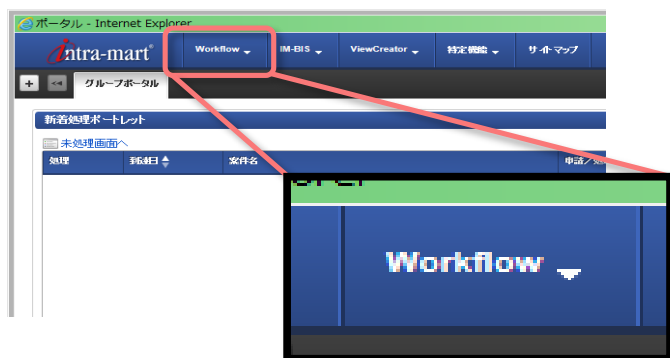 ポータル - Internet Explorer
intra-mart® Workflow IM-BIS ViewCreator 特定機能 サイトマップ
グループポータル
新着処理ポートレット
未処理画面へ
処理 到達日 案件名 申請/処
Workflow